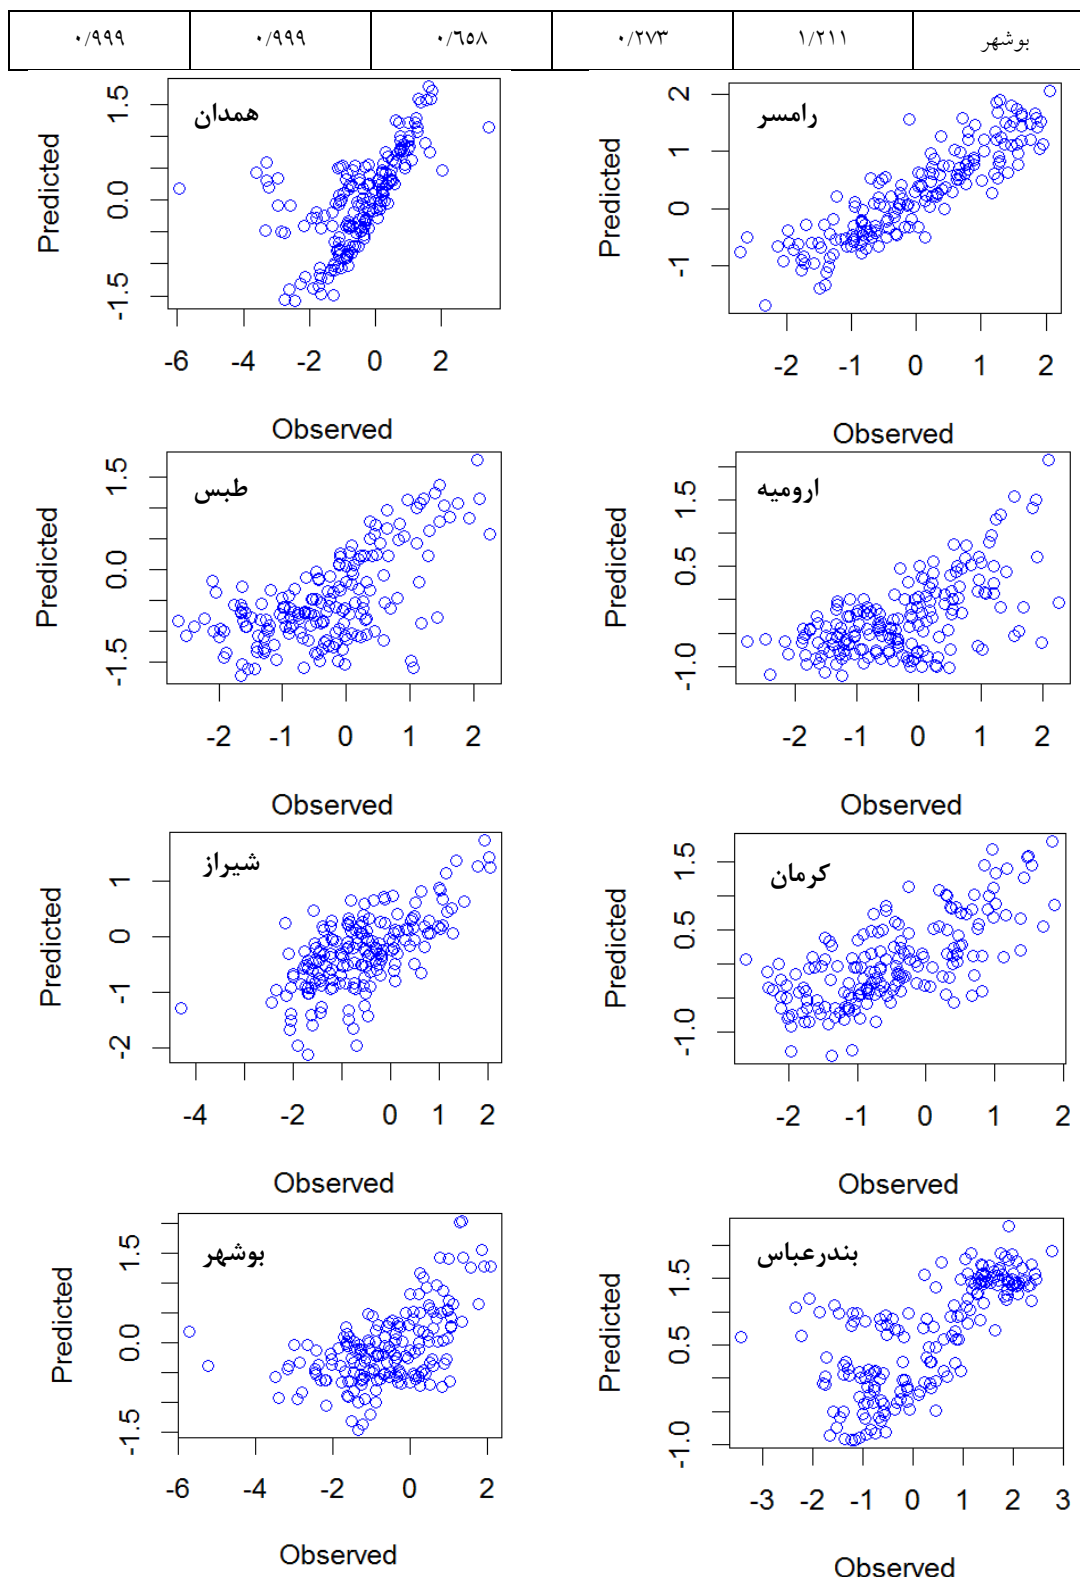 بوشهر ۱/۲۱۱ ۰/۲۷۳ ۰/٦٥٨ ۰/۹۹۹ ۰/۹۹۹
رامسر
Predicted
-1 0 1 2
-2 -1 0 1 2
Observed
همدان
Predicted
-1.5 0.0 1.5
-6 -4 -2 0 2
Observed
ارومیه
Predicted
-1.0 0.5 1.5
-2 -1 0 1 2
Observed
طبس
Predicted
-1.5 0.0 1.5
-2 -1 0 1 2
Observed
کرمان
Predicted
-1.0 0.5 1.5
-2 -1 0 1 2
Observed
شیراز
Predicted
-2 -1 0 1
-4 -2 0 1 2
Observed
بندرعباس
Predicted
-1.0 0.5 1.5
-3 -2 -1 0 1 2 3
Observed
بوشهر
Predicted
-1.5 0.0 1.5
-6 -4 -2 0 2
Observed